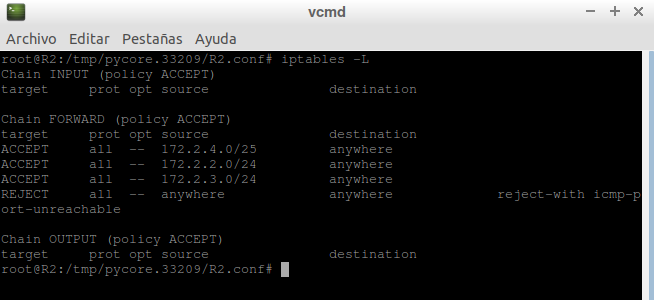 vcmd
Archivo Editar Pestañas Ayuda
root@R2:/tmp/pycore.33209/R2.conf# iptables -L
Chain INPUT (policy ACCEPT)
target     prot opt source               destination

Chain FORWARD (policy ACCEPT)
target     prot opt source               destination
ACCEPT     all  --  172.2.4.0/25         anywhere
ACCEPT     all  --  172.2.2.0/24         anywhere
ACCEPT     all  --  172.2.3.0/24         anywhere
REJECT     all  --  anywhere             anywhere             reject-with icmp-p
ort-unreachable

Chain OUTPUT (policy ACCEPT)
target     prot opt source               destination
root@R2:/tmp/pycore.33209/R2.conf#